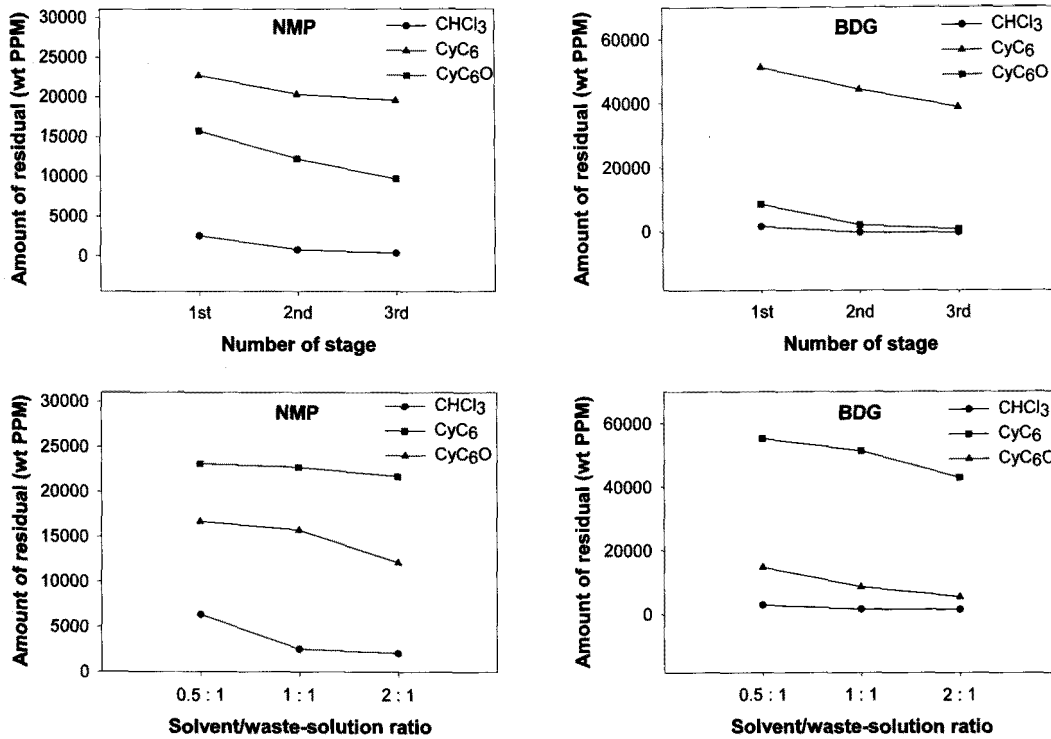 NMP
CHCl3
CyC6
CyC6O
30000
25000
20000
15000
10000
5000
0
Amount of residual (wt PPM)
1st 2nd 3rd
Number of stage
BDG
CHCl3
CyC6
CyC6O
60000
40000
20000
0
Amount of residual (wt PPM)
1st 2nd 3rd
Number of stage
NMP
CHCl3
CyC6
CyC6O
30000
25000
20000
15000
10000
5000
0
Amount of residual (wt PPM)
0.5 : 1 1 : 1 2 : 1
Solvent/waste-solution ratio
BDG
CHCl3
CyC6
CyC6O
60000
40000
20000
0
Amount of residual (wt PPM)
0.5 : 1 1 : 1 2 : 1
Solvent/waste-solution ratio